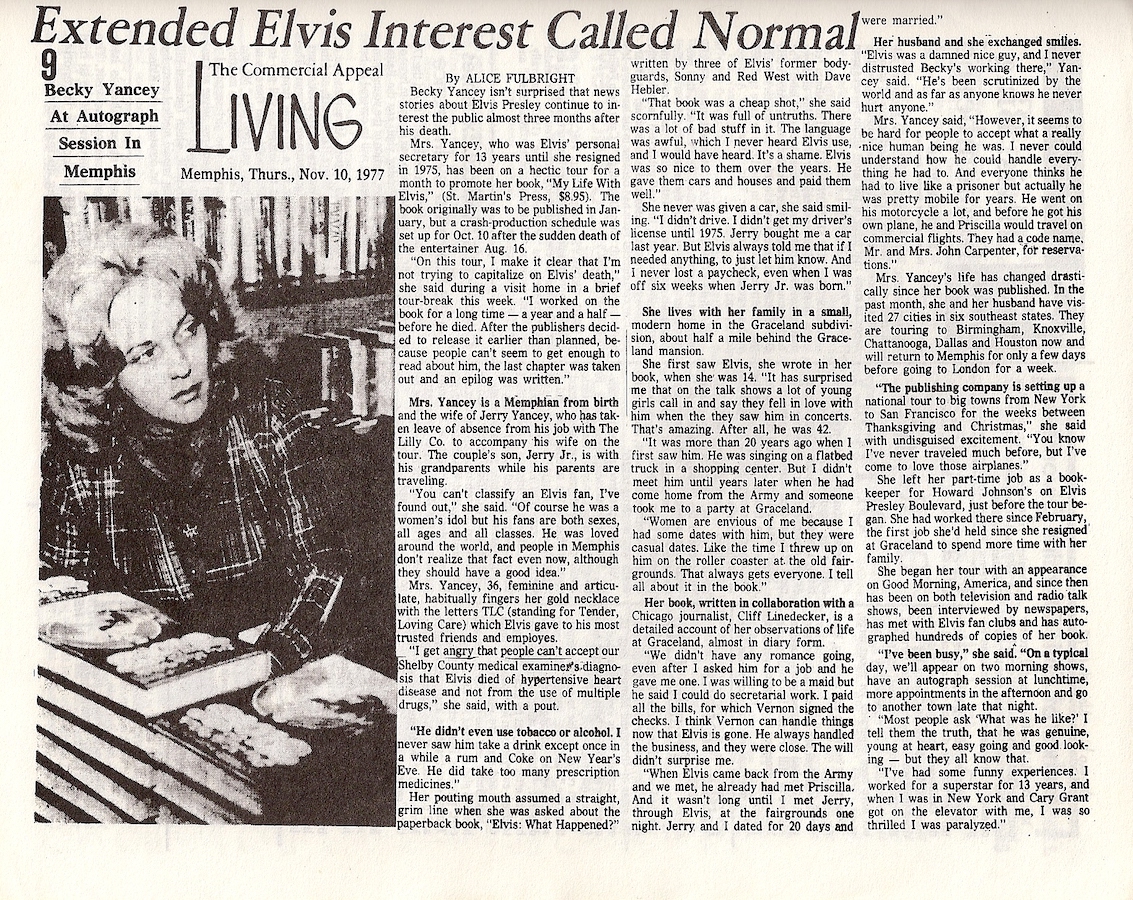 Extended Elvis Interest Called Normal
9
Becky Yancey
At Autograph
Session In
Memphis
The Commercial Appeal
LIVING
Memphis, Thurs., Nov. 10, 1977
By ALICE FULBRIGHT
Becky Yancey isn't surprised that news
stories about Elvis Presley continue to in-
terest the public almost three months after
his death.
Mrs. Yancey, who was Elvis' personal
secretary for 13 years until she resigned
in 1975, has been on a hectic tour for a
month to promote her book, "My Life With
Elvis," (St. Martin's Press, $8.95). The
book originally was to be published in Jan-
uary, but a crash-production schedule was
set up for Oct. 10 after the sudden death of
the entertainer Aug. 16.
"On this tour, I make it clear that I'm
not trying to capitalize on Elvis' death,"
she said during a visit home in a brief
tour-break this week. "I worked on the
book for a long time — a year and a half —
before he died. After the publishers decid-
ed to release it earlier than planned, be-
cause people can't seem to get enough to
read about him, the last chapter was taken
out and an epilog was written."
Mrs. Yancey is a Memphian from birth
and the wife of Jerry Yancey, who has tak-
en leave of absence from his job with The
Lilly Co. to accompany his wife on the
tour. The couple's son, Jerry Jr., is with
his grandparents while his parents are
traveling.
"You can't classify an Elvis fan, I've
found out," she said. "Of course he was a
women's idol but his fans are both sexes,
all ages and all classes. He was loved
around the world, and people in Memphis
don't realize that fact even now, although
they should have a good idea."
Mrs. Yancey, 36, feminine and articu-
late, habitually fingers her gold necklace
with the letters TLC (standing for Tender,
Loving Care) which Elvis gave to his most
trusted friends and employes.
"I get angry that people can't accept our
Shelby County medical examiner's diagno-
sis that Elvis died of hypertensive heart
disease and not from the use of multiple
drugs," she said, with a pout.
"He didn't even use tobacco or alcohol. I
never saw him take a drink except once in
a while a rum and Coke on New Year's
Eve. He did take too many prescription
medicines."
Her pouting mouth assumed a straight,
grim line when she was asked about the
paperback book, "Elvis: What Happened?"
written by three of Elvis' former body-
guards, Sonny and Red West with Dave
Hebler.
"That book was a cheap shot," she said
scornfully. "It was full of untruths. There
was a lot of bad stuff in it. The language
was awful, which I never heard Elvis use,
and I would have heard. It's a shame. Elvis
was so nice to them over the years. He
gave them cars and houses and paid them
well."
She never was given a car, she said smil-
ing. "I didn't drive. I didn't get my driver's
license until 1975. Jerry bought me a car
last year. But Elvis always told me that if I
needed anything, to just let him know. And
I never lost a paycheck, even when I was
off six weeks when Jerry Jr. was born."
She lives with her family in a small,
modern home in the Graceland subdivi-
sion, about half a mile behind the Grace-
land mansion.
She first saw Elvis, she wrote in her
book, when she was 14. "It has surprised
me that on the talk shows a lot of young
girls call in and say they fell in love with
him when the they saw him in concerts.
That's amazing. After all, he was 42.
"It was more than 20 years ago when I
first saw him. He was singing on a flatbed
truck in a shopping center. But I didn't
meet him until years later when he had
come home from the Army and someone
took me to a party at Graceland.
"Women are envious of me because I
had some dates with him, but they were
casual dates. Like the time I threw up on
him on the roller coaster at the old fair-
grounds. That always gets everyone. I tell
all about it in the book."
Her book, written in collaboration with a
Chicago journalist, Cliff Linedecker, is a
detailed account of her observations of life
at Graceland, almost in diary form.
"We didn't have any romance going,
even after I asked him for a job and he
gave me one. I was willing to be a maid but
he said I could do secretarial work. I paid
all the bills, for which Vernon signed the
checks. I think Vernon can handle things
now that Elvis is gone. He always handled
the business, and they were close. The will
didn't surprise me.
"When Elvis came back from the Army
and we met, he already had met Priscilla.
And it wasn't long until I met Jerry,
through Elvis, at the fairgrounds one
night. Jerry and I dated for 20 days and
were married."
Her husband and she exchanged smiles.
"Elvis was a damned nice guy, and I never
distrusted Becky's working there," Yan-
cey said. "He's been scrutinized by the
world and as far as anyone knows he never
hurt anyone."
Mrs. Yancey said, "However, it seems to
be hard for people to accept what a really
nice human being he was. I never could
understand how he could handle every-
thing he had to. And everyone thinks he
had to live like a prisoner but actually he
was pretty mobile for years. He went on
his motorcycle a lot, and before he got his
own plane, he and Priscilla would travel on
commercial flights. They had a code name,
Mr. and Mrs. John Carpenter, for reserva-
tions."
Mrs. Yancey's life has changed drasti-
cally since her book was published. In the
past month, she and her husband have vis-
ited 27 cities in six southeast states. They
are touring to Birmingham, Knoxville,
Chattanooga, Dallas and Houston now and
will return to Memphis for only a few days
before going to London for a week.
"The publishing company is setting up a
national tour to big towns from New York
to San Francisco for the weeks between
Thanksgiving and Christmas," she said
with undisguised excitement. "You know
I've never traveled much before, but I've
come to love those airplanes."
She left her part-time job as a book-
keeper for Howard Johnson's on Elvis
Presley Boulevard, just before the tour be-
gan. She had worked there since February,
the first job she'd held since she resigned
at Graceland to spend more time with her
family.
She began her tour with an appearance
on Good Morning, America, and since then
has been on both television and radio talk
shows, been interviewed by newspapers,
has met with Elvis fan clubs and has auto-
graphed hundreds of copies of her book.
"I've been busy," she said. "On a typical
day, we'll appear on two morning shows,
have an autograph session at lunchtime,
more appointments in the afternoon and go
to another town late that night.
"Most people ask 'What was he like?' I
tell them the truth, that he was genuine,
young at heart, easy going and good look-
ing — but they all know that.
"I've had some funny experiences. I
worked for a superstar for 13 years, and
when I was in New York and Cary Grant
got on the elevator with me, I was so
thrilled I was paralyzed."